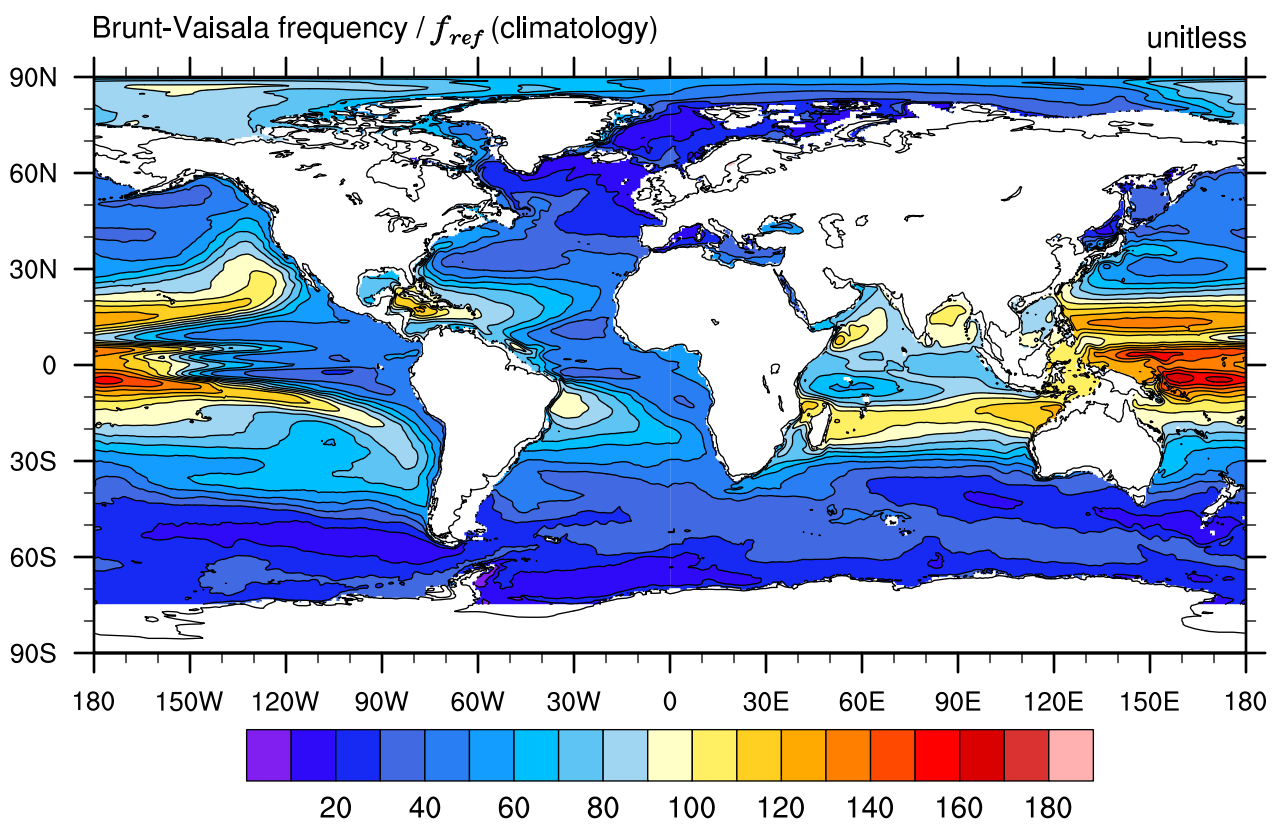 Brunt-Vaisala frequency / f_ref (climatology)
unitless
90N
60N
30N
0
30S
60S
90S
180 150W 120W 90W 60W 30W 0 30E 60E 90E 120E 150E 180
20 40 60 80 100 120 140 160 180